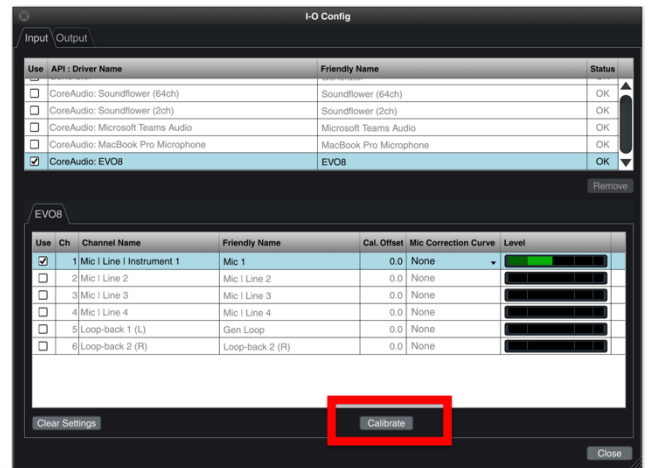 I-O Config
Input Output
Use API : Driver Name Friendly Name Status
CoreAudio: Soundflower (64ch) Soundflower (64ch) OK
CoreAudio: Soundflower (2ch) Soundflower (2ch) OK
CoreAudio: Microsoft Teams Audio Microsoft Teams Audio OK
CoreAudio: MacBook Pro Microphone MacBook Pro Microphone OK
CoreAudio: EVO8 EVO8 OK
Remove
EVO8
Use Ch Channel Name Friendly Name Cal. Offset Mic Correction Curve Level
1 Mic | Line | Instrument 1 Mic 1 0.0 None
2 Mic | Line 2 Mic | Line 2 0.0 None
3 Mic | Line 3 Mic | Line 3 0.0 None
4 Mic | Line 4 Mic | Line 4 0.0 None
5 Loop-back 1 (L) Gen Loop 0.0 None
6 Loop-back 2 (R) Loop-back 2 (R) 0.0 None
Clear Settings Calibrate
Close